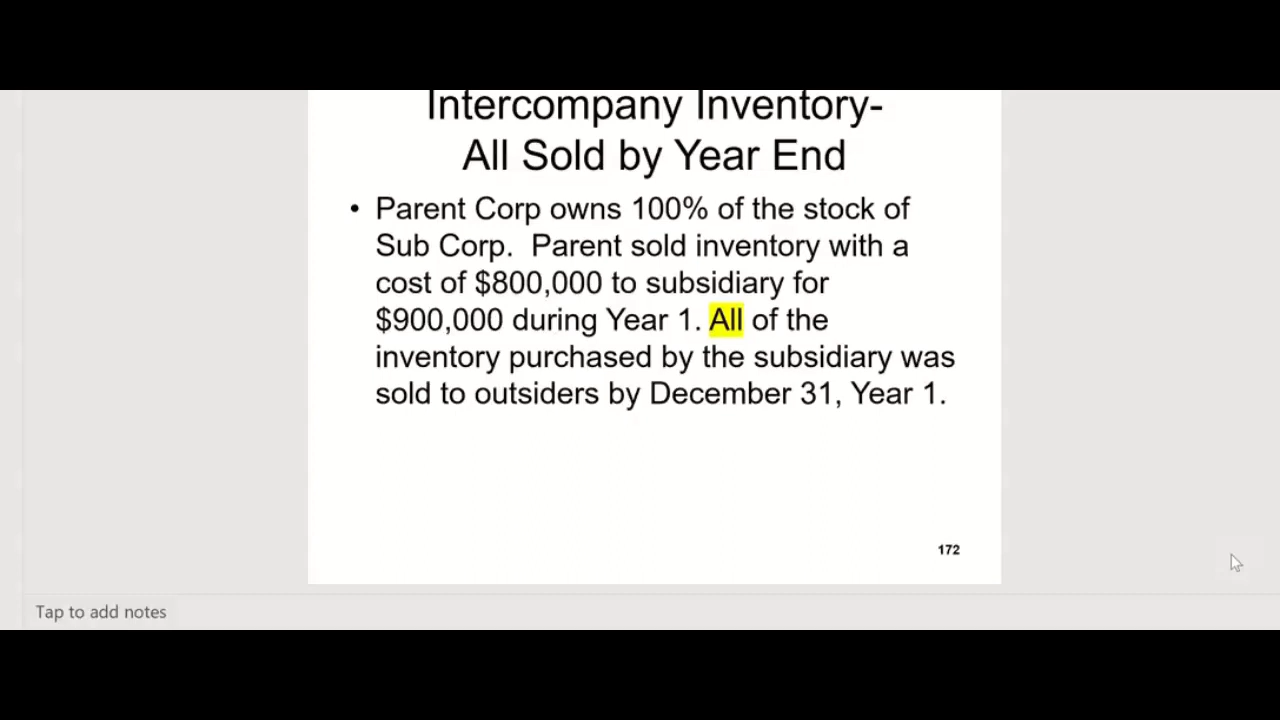 Intercompany Inventory-
All Sold by Year End
• Parent Corp owns 100% of the stock of
Sub Corp.  Parent sold inventory with a
cost of $800,000 to subsidiary for
$900,000 during Year 1. All of the
inventory purchased by the subsidiary was
sold to outsiders by December 31, Year 1.
172
Tap to add notes